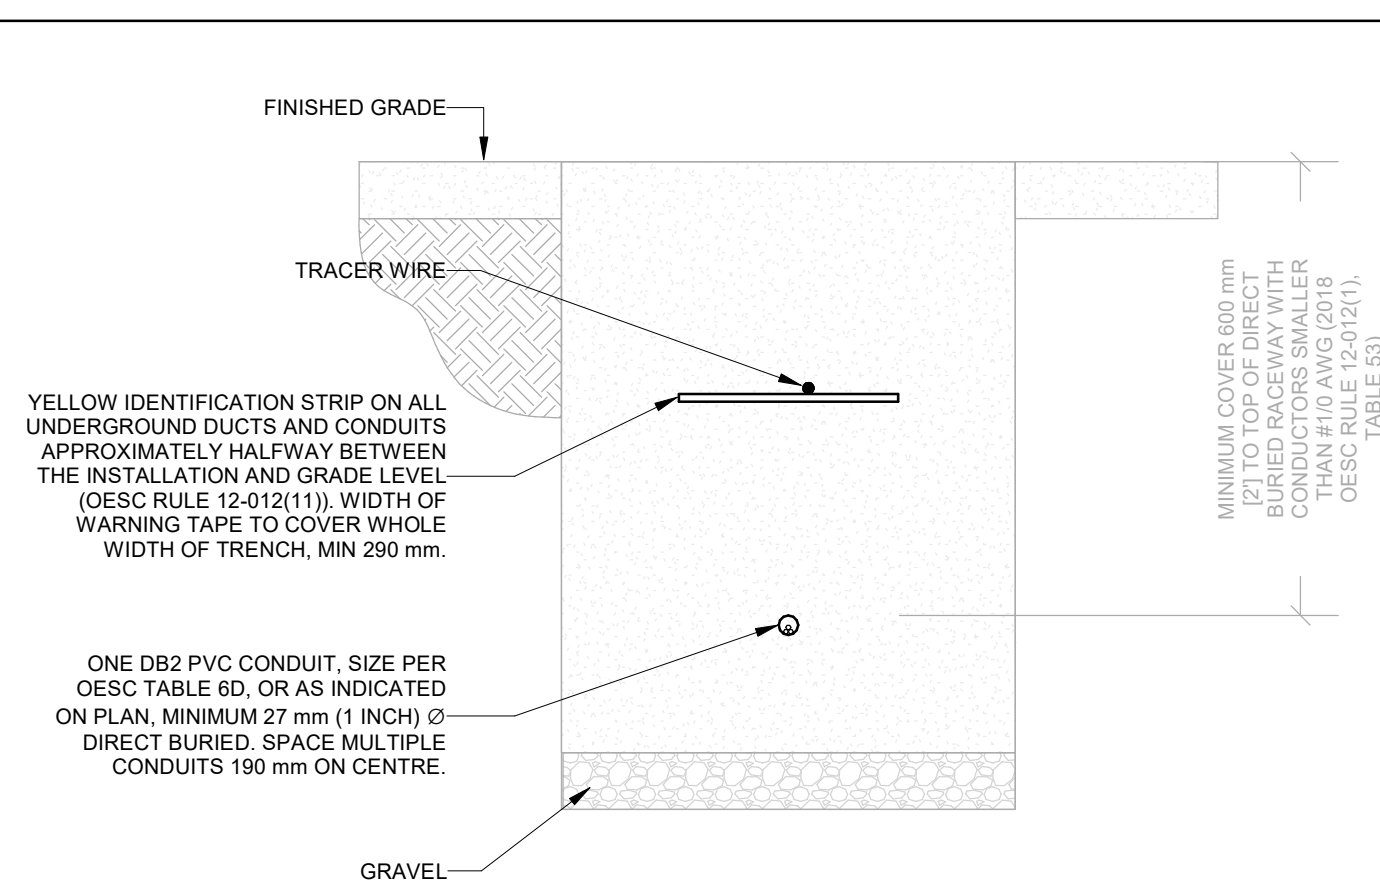 FINISHED GRADE
TRACER WIRE
YELLOW IDENTIFICATION STRIP ON ALL
UNDERGROUND DUCTS AND CONDUITS
APPROXIMATELY HALFWAY BETWEEN
THE INSTALLATION AND GRADE LEVEL
(OESC RULE 12-012(11)). WIDTH OF
WARNING TAPE TO COVER WHOLE
WIDTH OF TRENCH, MIN 290 mm.
ONE DB2 PVC CONDUIT, SIZE PER
OESC TABLE 6D, OR AS INDICATED
ON PLAN, MINIMUM 27 mm (1 INCH) ∅
DIRECT BURIED. SPACE MULTIPLE
CONDUITS 190 mm ON CENTRE.
GRAVEL
MINIMUM COVER 600 mm
[2'] TO TOP OF DIRECT
BURIED RACEWAY WITH
CONDUCTORS SMALLER
THAN #1/0 AWG (2018
OESC RULE 12-012(1),
TABLE 53)